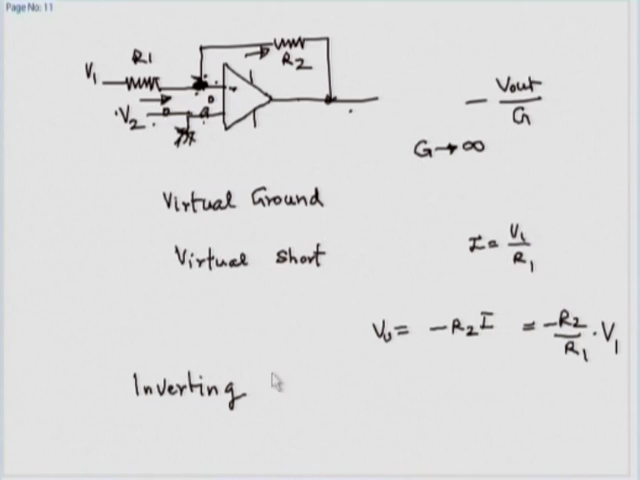 Page No: 11
R1
V1
R2
V2
- Vout / G
G → ∞
Virtual Ground
Virtual short
I = V1 / R1
V0 = -R2 I = -R2 / R1 . V1
Inverting